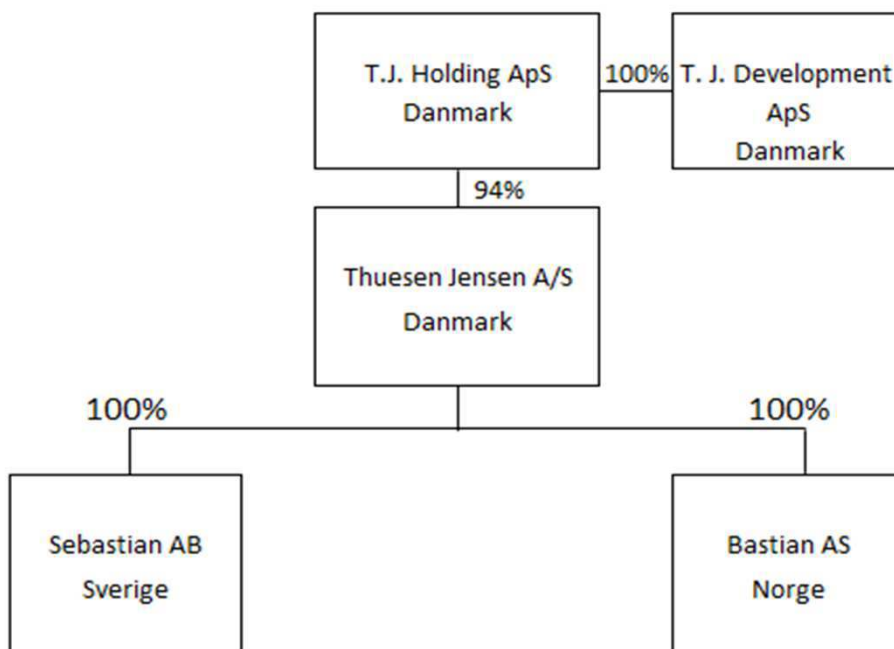 T.J. Holding ApS
Danmark
100%
T. J. Development
ApS
Danmark
94%
Thuesen Jensen A/S
Danmark
100%
100%
Sebastian AB
Sverige
Bastian AS
Norge